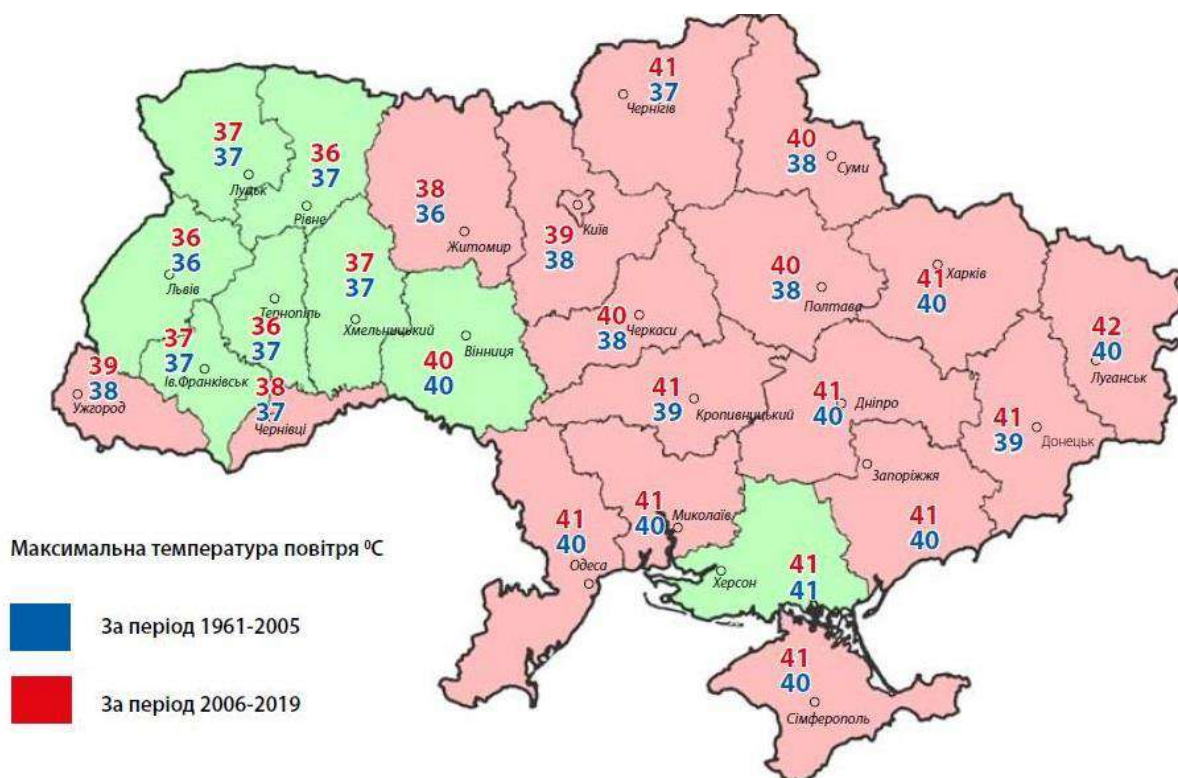 41
37
Чернігів
40
38
Суми
37
37
Луцьк
36
37
Рівне
38
36
Житомир
39
38
Київ
36
36
Львів
37
37
Хмельницький
40
38
Полтава
41
40
Харків
36
37
Тернопіль
37
37
Ів.Франківськ
40
40
Вінниця
40
38
Черкаси
42
40
Луганськ
39
38
Ужгород
38
37
Чернівці
41
39
Кропивницький
41
40
Дніпро
41
39
Донецьк
Запоріжжя
41
40
41
40
Одеса
41
40
Миколаїв
Херсон
41
41
41
40
Сімферополь
Максимальна температура повітря ⁰С
За період 1961-2005
За період 2006-2019